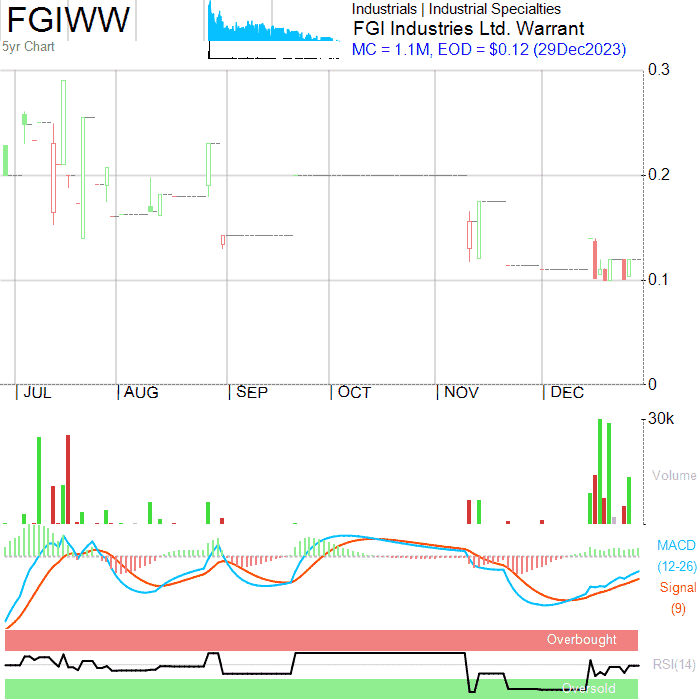 FGIWW
5yr Chart
Industrials | Industrial Specialties
FGI Industries Ltd. Warrant
MC = 1.1M, EOD = $0.12 (29Dec2023)
0.3
0.2
0.1
0
JUL AUG SEP OCT NOV DEC
30k
Volume
MACD
(12-26)
Signal
(9)
Overbought
RSI(14)
Oversold